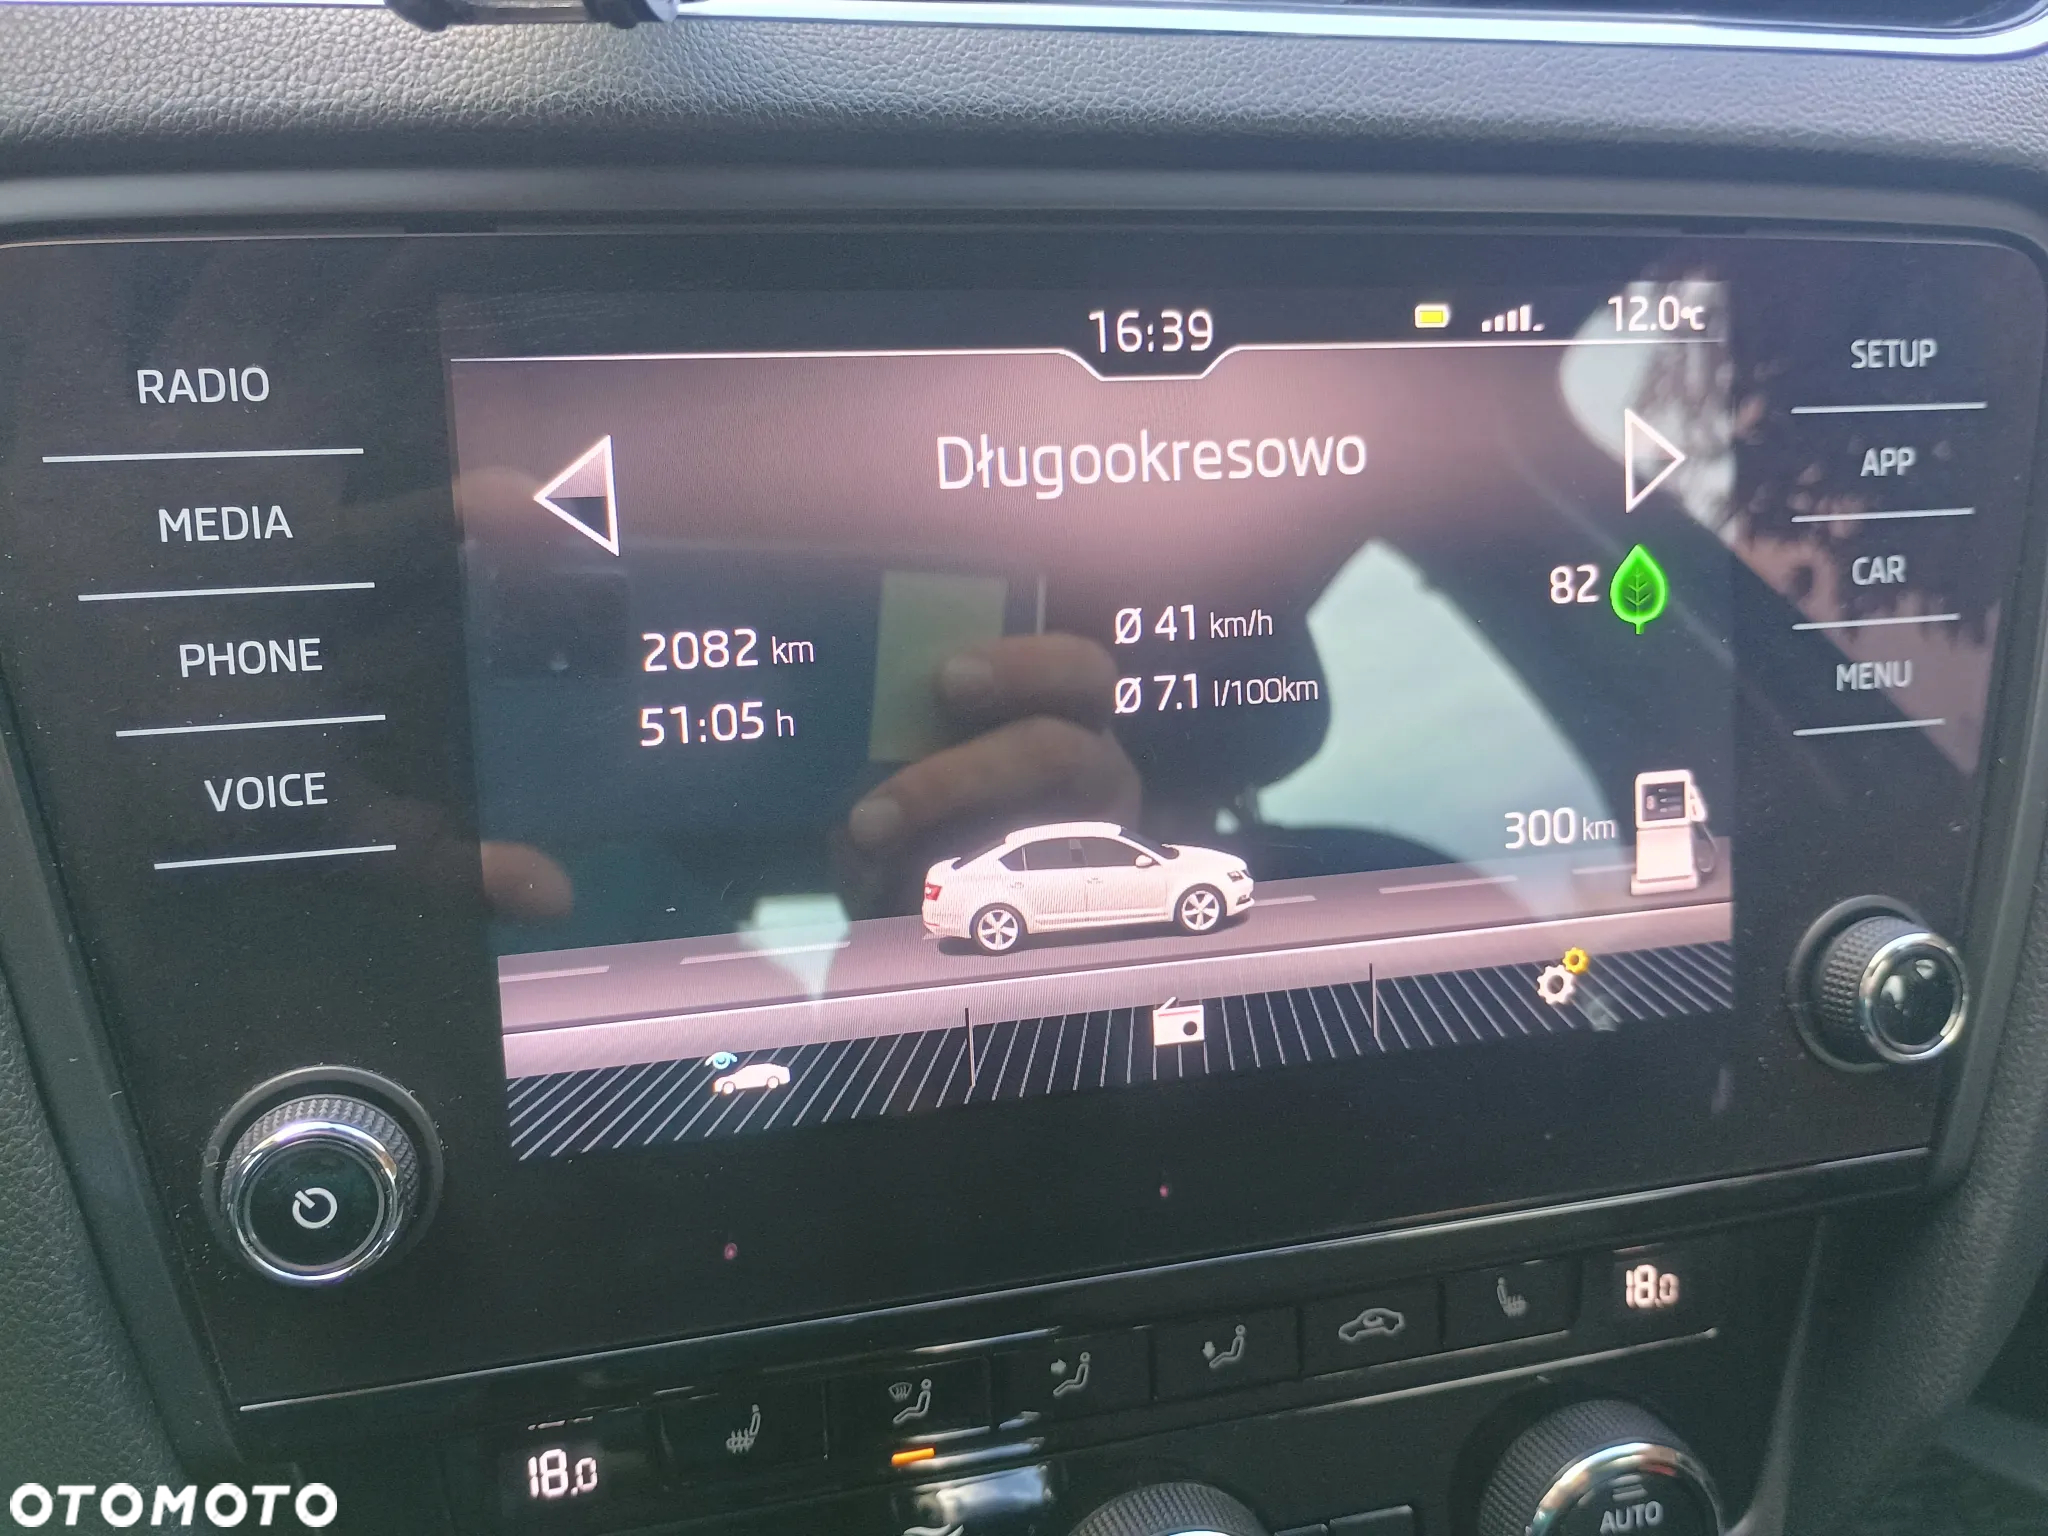 16:39
12.0°C
RADIO
MEDIA
PHONE
VOICE
Długookresowo
2082 km
51:05 h
Ø 41 km/h
Ø 7.1 l/100km
82
300 km
SETUP
APP
CAR
MENU
18.0
18.0
AUTO
OTOMOTO